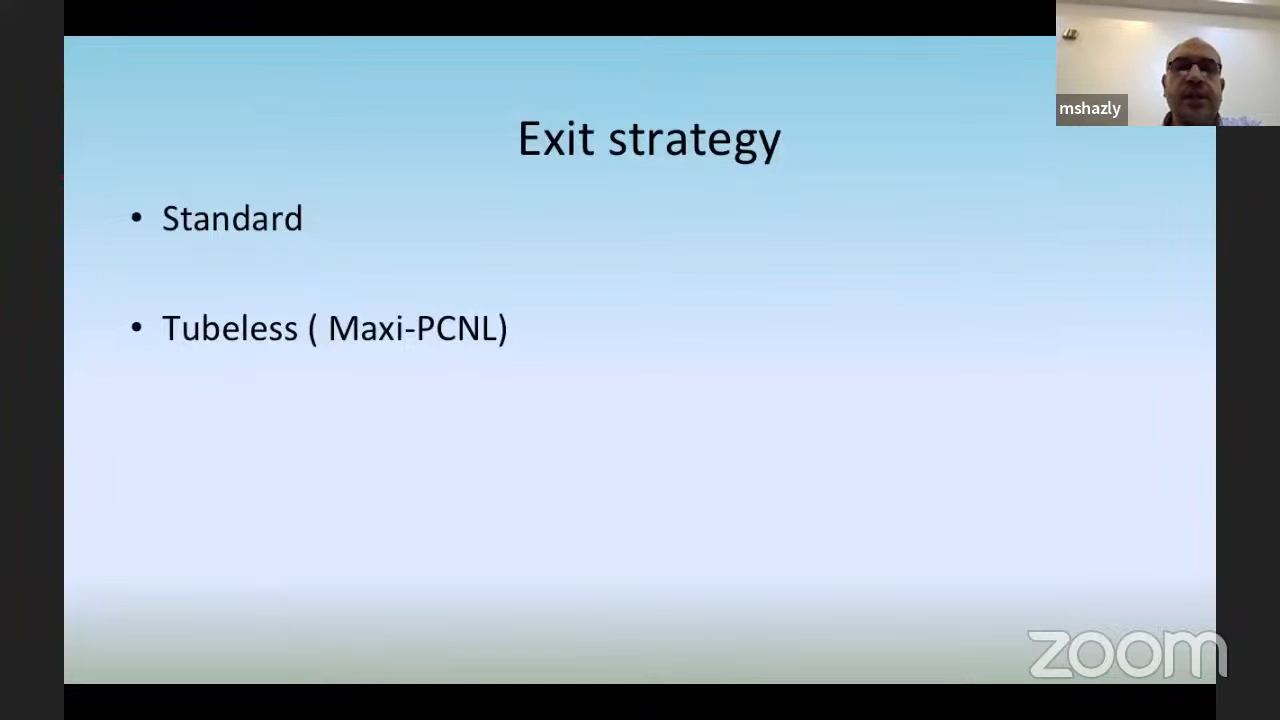 mshazly
Exit strategy
• Standard
• Tubeless ( Maxi-PCNL)
zoom